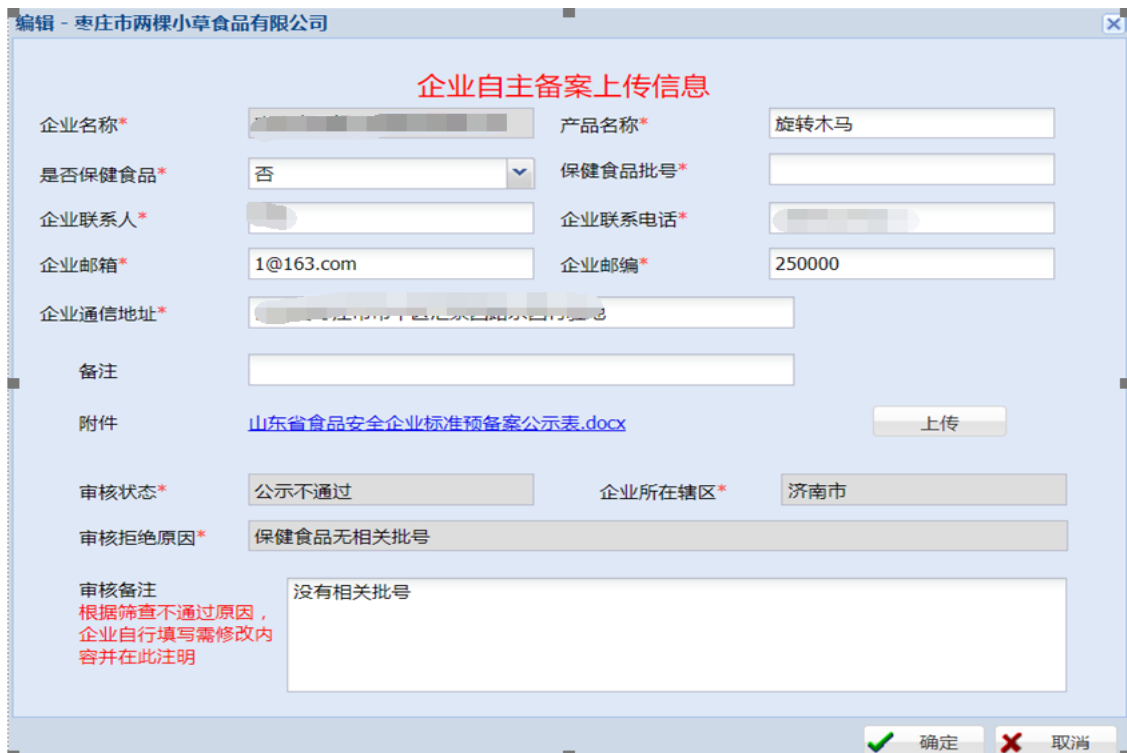 编辑 - 枣庄市两棵小草食品有限公司
企业自主备案上传信息
企业名称* 产品名称* 旋转木马
是否保健食品* 否 保健食品批号*
企业联系人* 企业联系电话*
企业邮箱* 1@163.com 企业邮编* 250000
企业通信地址*
备注
附件 山东省食品安全企业标准预备案公示表.docx 上传
审核状态* 公示不通过 企业所在辖区* 济南市
审核拒绝原因* 保健食品无相关批号
审核备注 没有相关批号
根据筛查不通过原因，
企业自行填写需修改内
容并在此注明
确定 取消